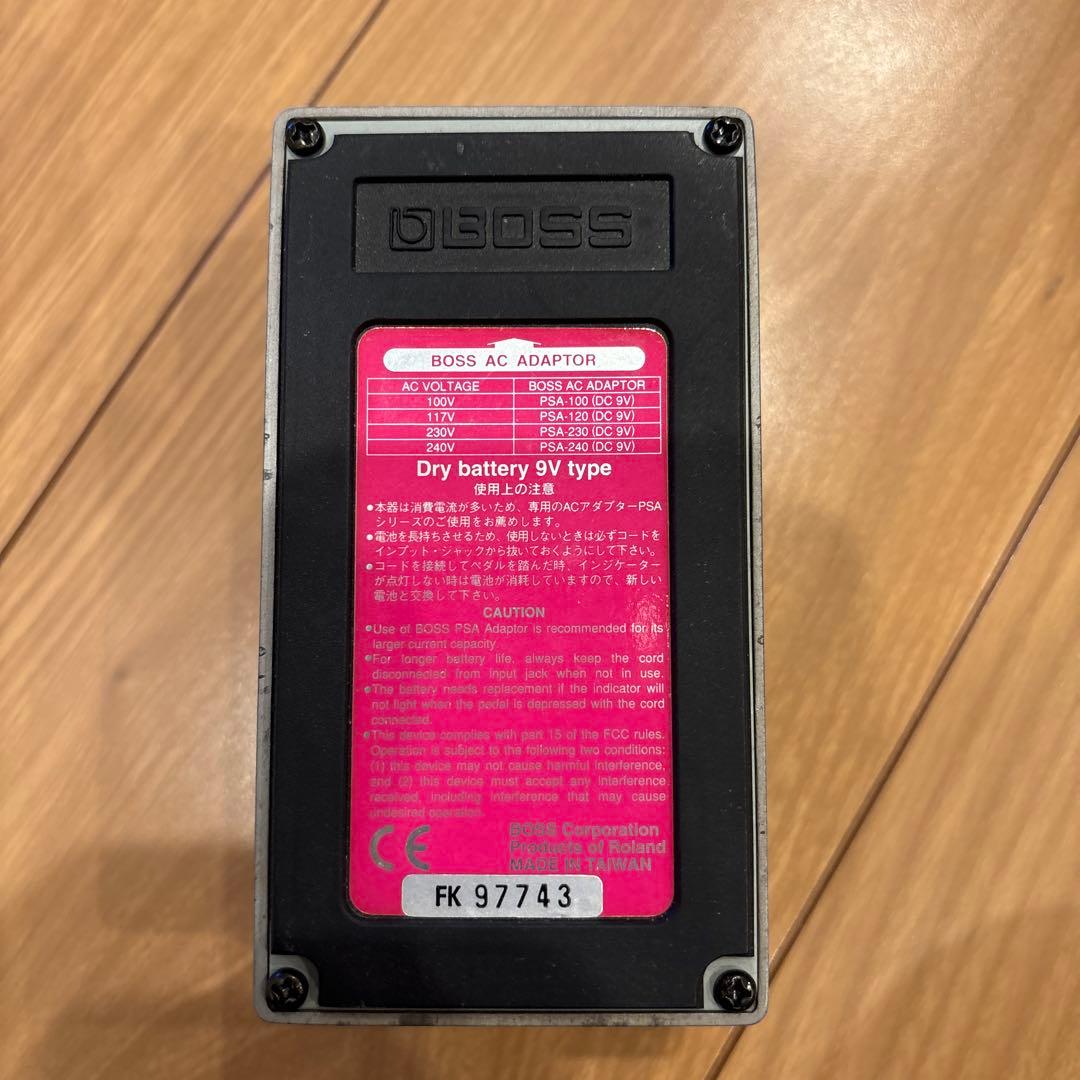 BOSS
BOSS AC ADAPTOR
AC VOLTAGE BOSS AC ADAPTOR
100V PSA-100 (DC 9V)
117V PSA-120 (DC 9V)
230V PSA-230 (DC 9V)
240V PSA-240 (DC 9V)
Dry battery 9V type
使用上の注意
●本器は消費電流が多いため、専用のACアダプターPSA
シリーズのご使用をお薦めします。
●電池を長持ちさせるため、使用しないときは必ずコードを
インプット・ジャックから抜いておくようにして下さい。
●コードを接続してペダルを踏んだ時、インジケーター
が点灯しない時は電池が消耗していますので、新しい
電池と交換して下さい。
CAUTION
●Use of BOSS PSA Adaptor is recommended for its
larger current capacity.
●For longer battery life, always keep the cord
disconnected from input jack when not in use.
●The battery needs replacement if the indicator will
not light when the pedal is depressed with the cord
connected.
●This device complies with part 15 of the FCC rules.
Operation is subject to the following two conditions:
(1) this device may not cause harmful interference,
and (2) this device must accept any interference
received, including interference that may cause
undesired operation.
CE
BOSS Corporation
Products of Roland
MADE IN TAIWAN
FK 97743